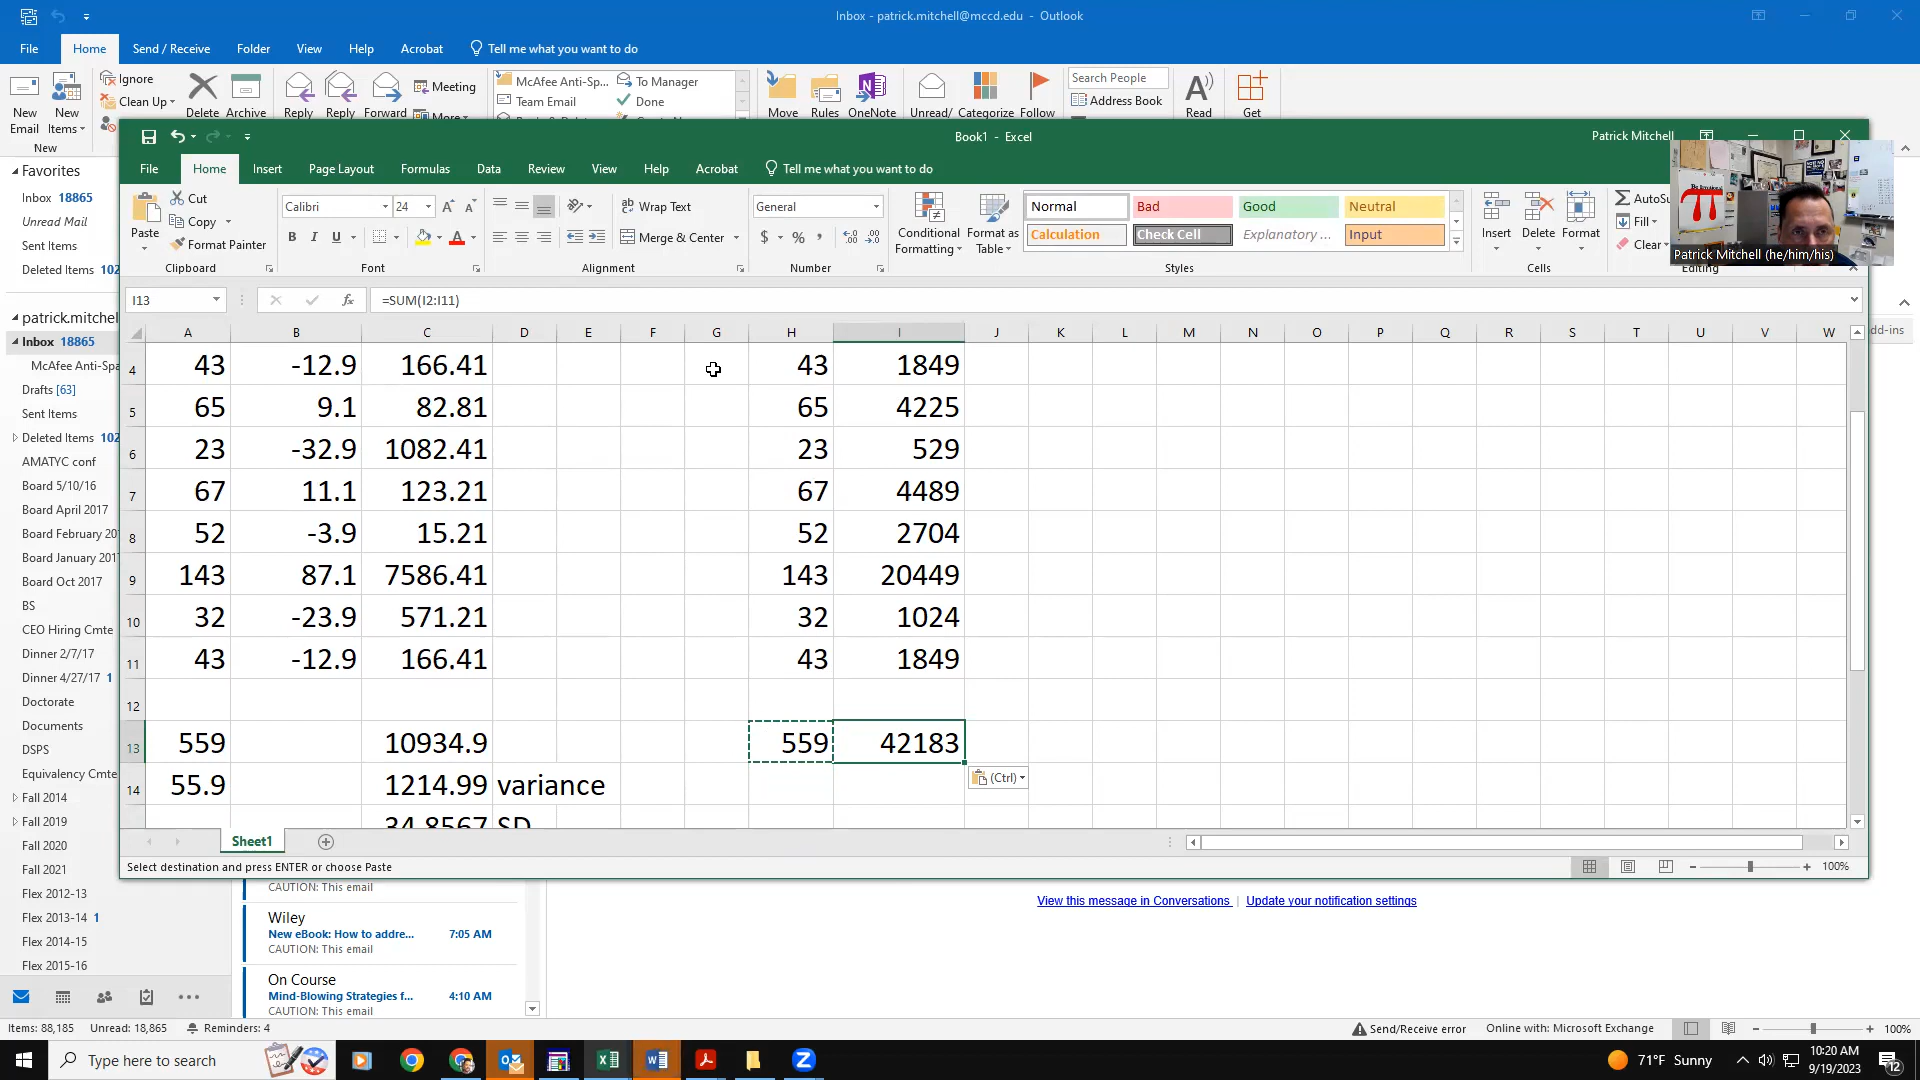 Inbox - patrick.mitchell@mccd.edu - Outlook
File Home Send / Receive Folder View Help Acrobat Tell me what you want to do
New Email
New Items
Ignore
Clean Up
Delete Archive
Reply Reply Forward
Meeting
More
McAfee Anti-Sp...
Team Email
To Manager
Done
Move Rules OneNote
Unread/ Categorize Follow
Search People
Address Book
Read
Get
New
Favorites
Inbox 18865
Unread Mail
Sent Items
Deleted Items 102
patrick.mitchell
Inbox 18865
McAfee Anti-Spa
Drafts [63]
Sent Items
Deleted Items 102
AMATYC conf
Board 5/10/16
Board April 2017
Board February 20
Board January 201
Board Oct 2017
BS
CEO Hiring Cmte
Dinner 2/7/17
Dinner 4/27/17 1
Doctorate
Documents
DSPS
Equivalency Cmte
Fall 2014
Fall 2019
Fall 2020
Fall 2021
Flex 2012-13
Flex 2013-14 1
Flex 2014-15
Flex 2015-16
Book1 - Excel
Patrick Mitchell
File Home Insert Page Layout Formulas Data Review View Help Acrobat Tell me what you want to do
Paste
Cut
Copy
Format Painter
Clipboard
Calibri 24
B I U
Font
Wrap Text
Merge & Center
Alignment
General
$ % ,
Number
Conditional Formatting
Format as Table
Normal Bad Good Neutral
Calculation Check Cell Explanatory ... Input
Styles
Insert Delete Format
Cells
AutoSu
Fill
Clear
Editing
Patrick Mitchell (he/him/his)
I13 fx =SUM(I2:I11)
dd-ins
A B C D E F G H I J K L M N O P Q R S T U V W
4 43 -12.9 166.41 43 1849
5 65 9.1 82.81 65 4225
6 23 -32.9 1082.41 23 529
7 67 11.1 123.21 67 4489
8 52 -3.9 15.21 52 2704
9 143 87.1 7586.41 143 20449
10 32 -23.9 571.21 32 1024
11 43 -12.9 166.41 43 1849
12
13 559 10934.9 559 42183
14 55.9 1214.99 variance
34.8567 SD
(Ctrl)
Sheet1
Select destination and press ENTER or choose Paste
100%
CAUTION: This email
Wiley
New eBook: How to addre... 7:05 AM
CAUTION: This email
On Course
Mind-Blowing Strategies f... 4:10 AM
CAUTION: This email
View this message in Conversations | Update your notification settings
Items: 88,185 Unread: 18,865 Reminders: 4
Send/Receive error Online with: Microsoft Exchange 100%
Type here to search
71°F Sunny
10:20 AM
9/19/2023
12